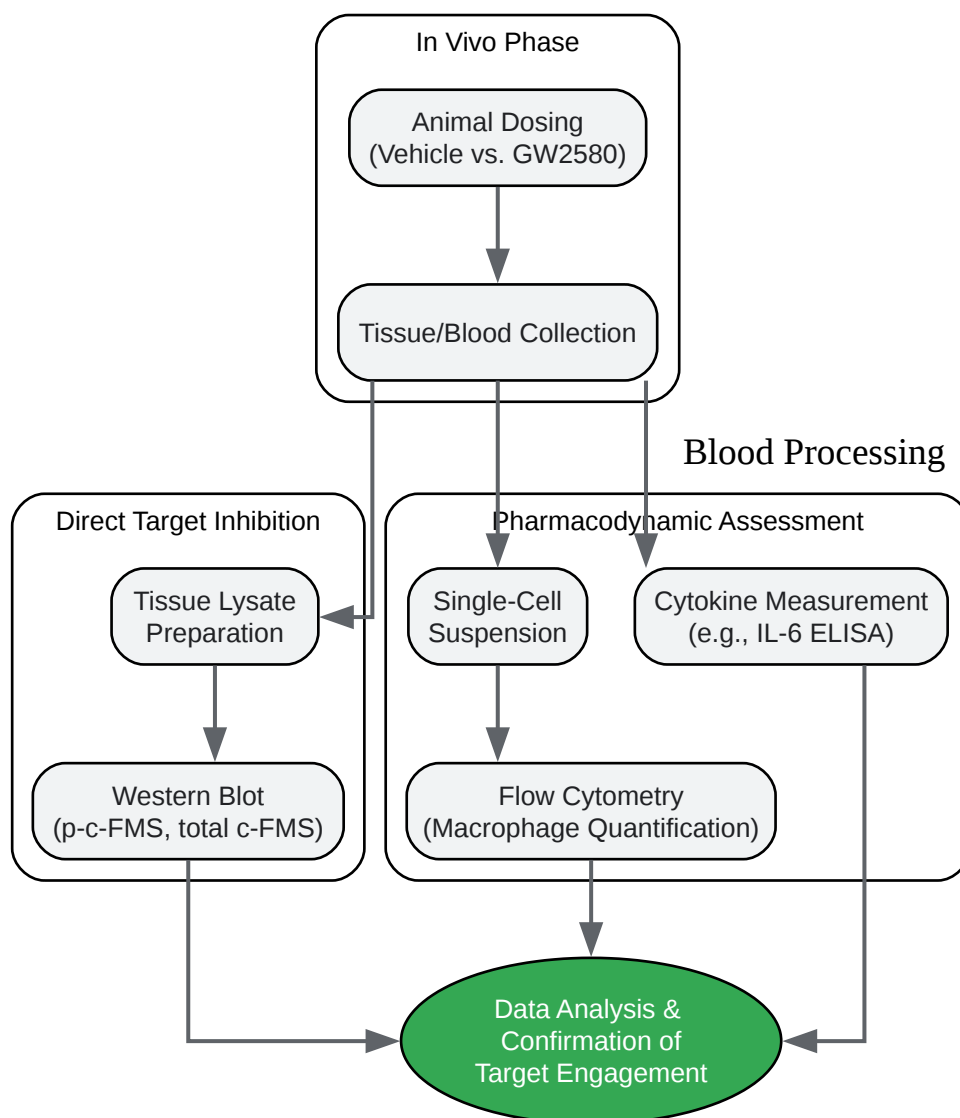 In Vivo Phase
Animal Dosing
(Vehicle vs. GW2580)
Tissue/Blood Collection
Blood Processing
Direct Target Inhibition
Pharmacodynamic Assessment
Tissue Lysate
Preparation
Single-Cell
Suspension
Cytokine Measurement
(e.g., IL-6 ELISA)
Western Blot
(p-c-FMS, total c-FMS)
Flow Cytometry
(Macrophage Quantification)
Data Analysis &
Confirmation of
Target Engagement